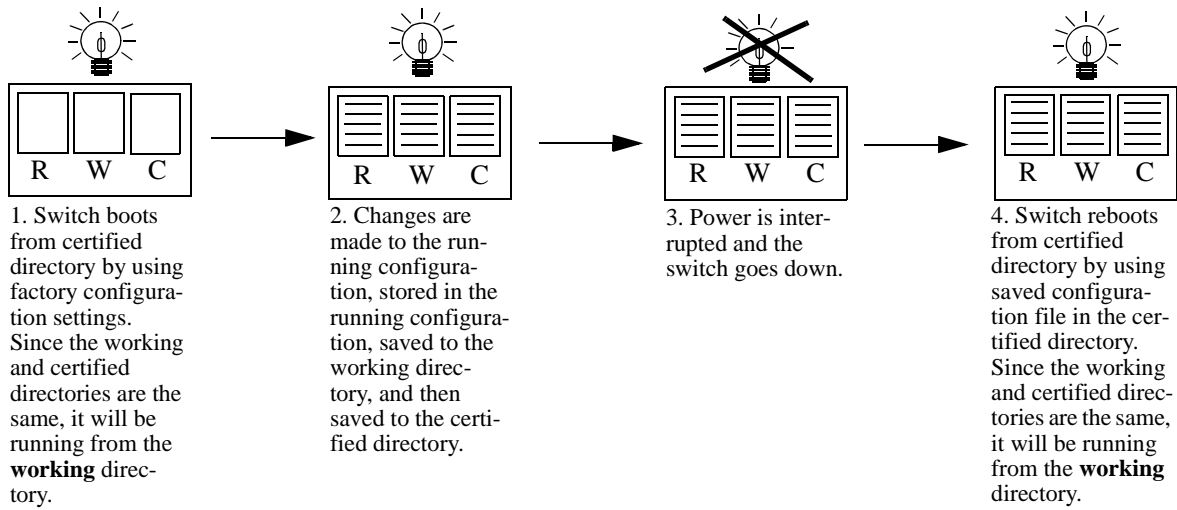 R W C
R W C
R W C
R W C
1. Switch boots
from certified
directory by using
factory configura-
tion settings.
Since the working
and certified
directories are the
same, it will be
running from the
working direc-
tory.
2. Changes are
made to the run-
ning configura-
tion, stored in the
running configura-
tion, saved to the
working direc-
tory, and then
saved to the certi-
fied directory.
3. Power is inter-
rupted and the
switch goes down.
4. Switch reboots
from certified
directory by using
saved configura-
tion file in the cer-
tified directory.
Since the working
and certified direc-
tories are the same,
it will be running
from the working
directory.